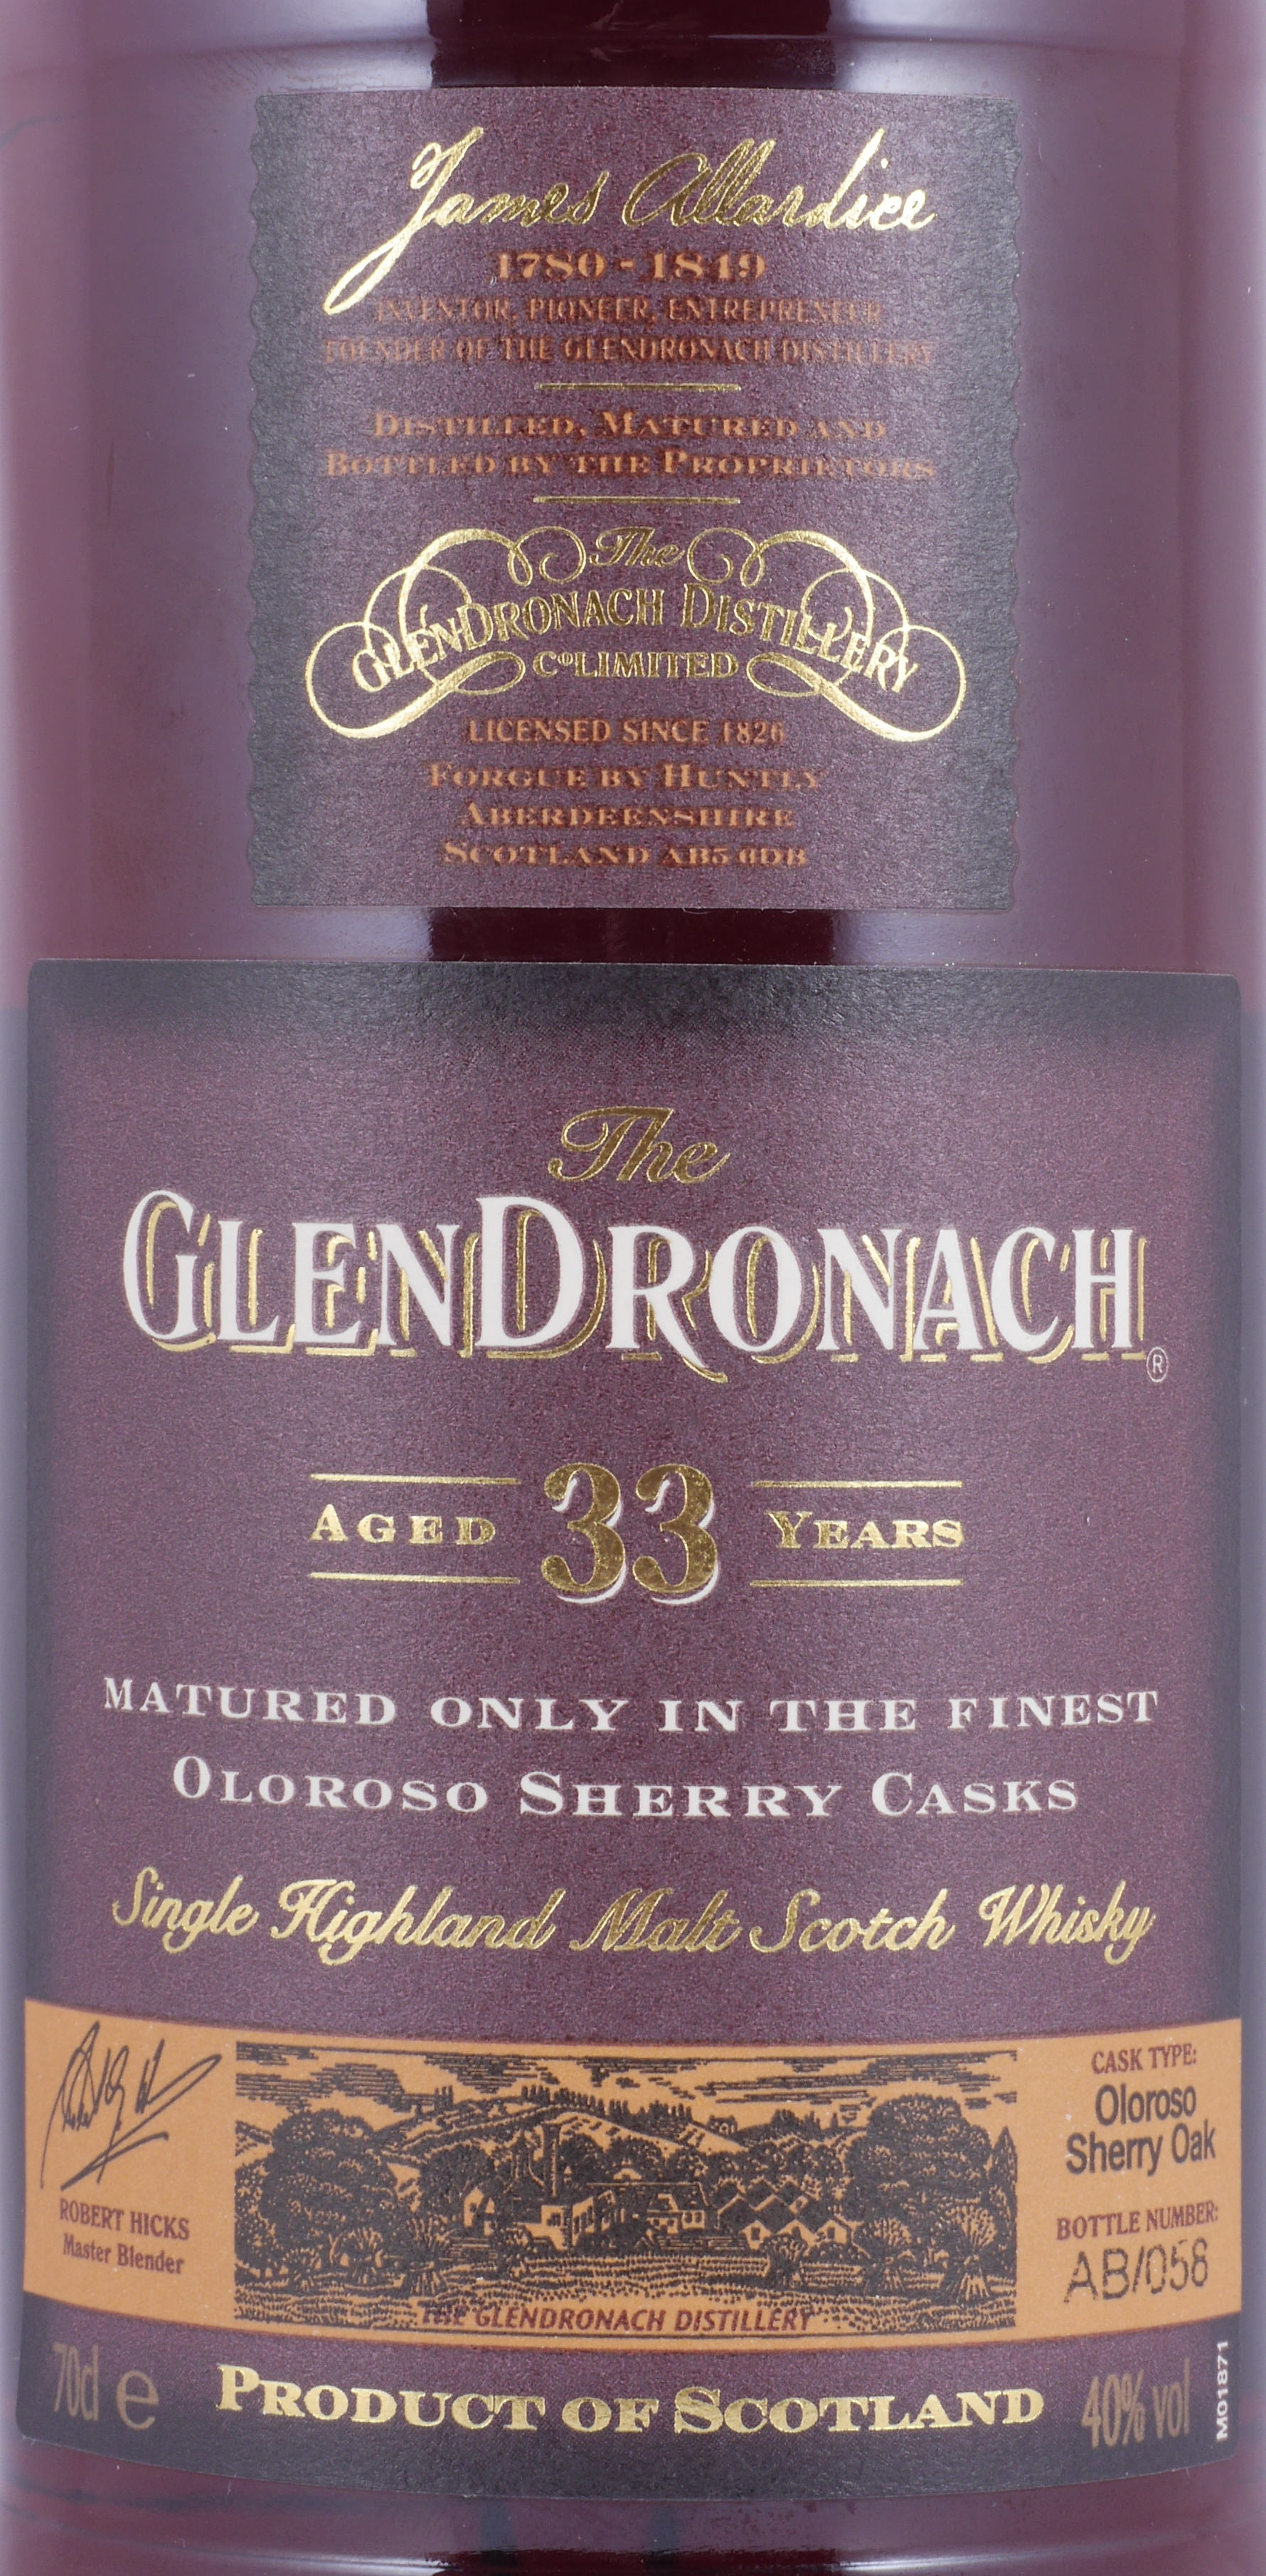 James Allardice
1780 - 1849
INVENTOR, PIONEER, ENTREPRENEUR
FOUNDER OF THE GLENDRONACH DISTILLERY
DISTILLED, MATURED AND
BOTTLED BY THE PROPRIETORS
The
GLENDRONACH DISTILLERY
Cº LIMITED
LICENSED SINCE 1826
FORGUE BY HUNTLY
ABERDEENSHIRE
SCOTLAND AB5 6DB
The
GLENDRONACH®
AGED 33 YEARS
MATURED ONLY IN THE FINEST
OLOROSO SHERRY CASKS
Single Highland Malt Scotch Whisky
ROBERT HICKS
Master Blender
THE GLENDRONACH DISTILLERY
CASK TYPE:
Oloroso
Sherry Oak
BOTTLE NUMBER:
AB/058
70cl e
PRODUCT OF SCOTLAND
40% vol
M01871